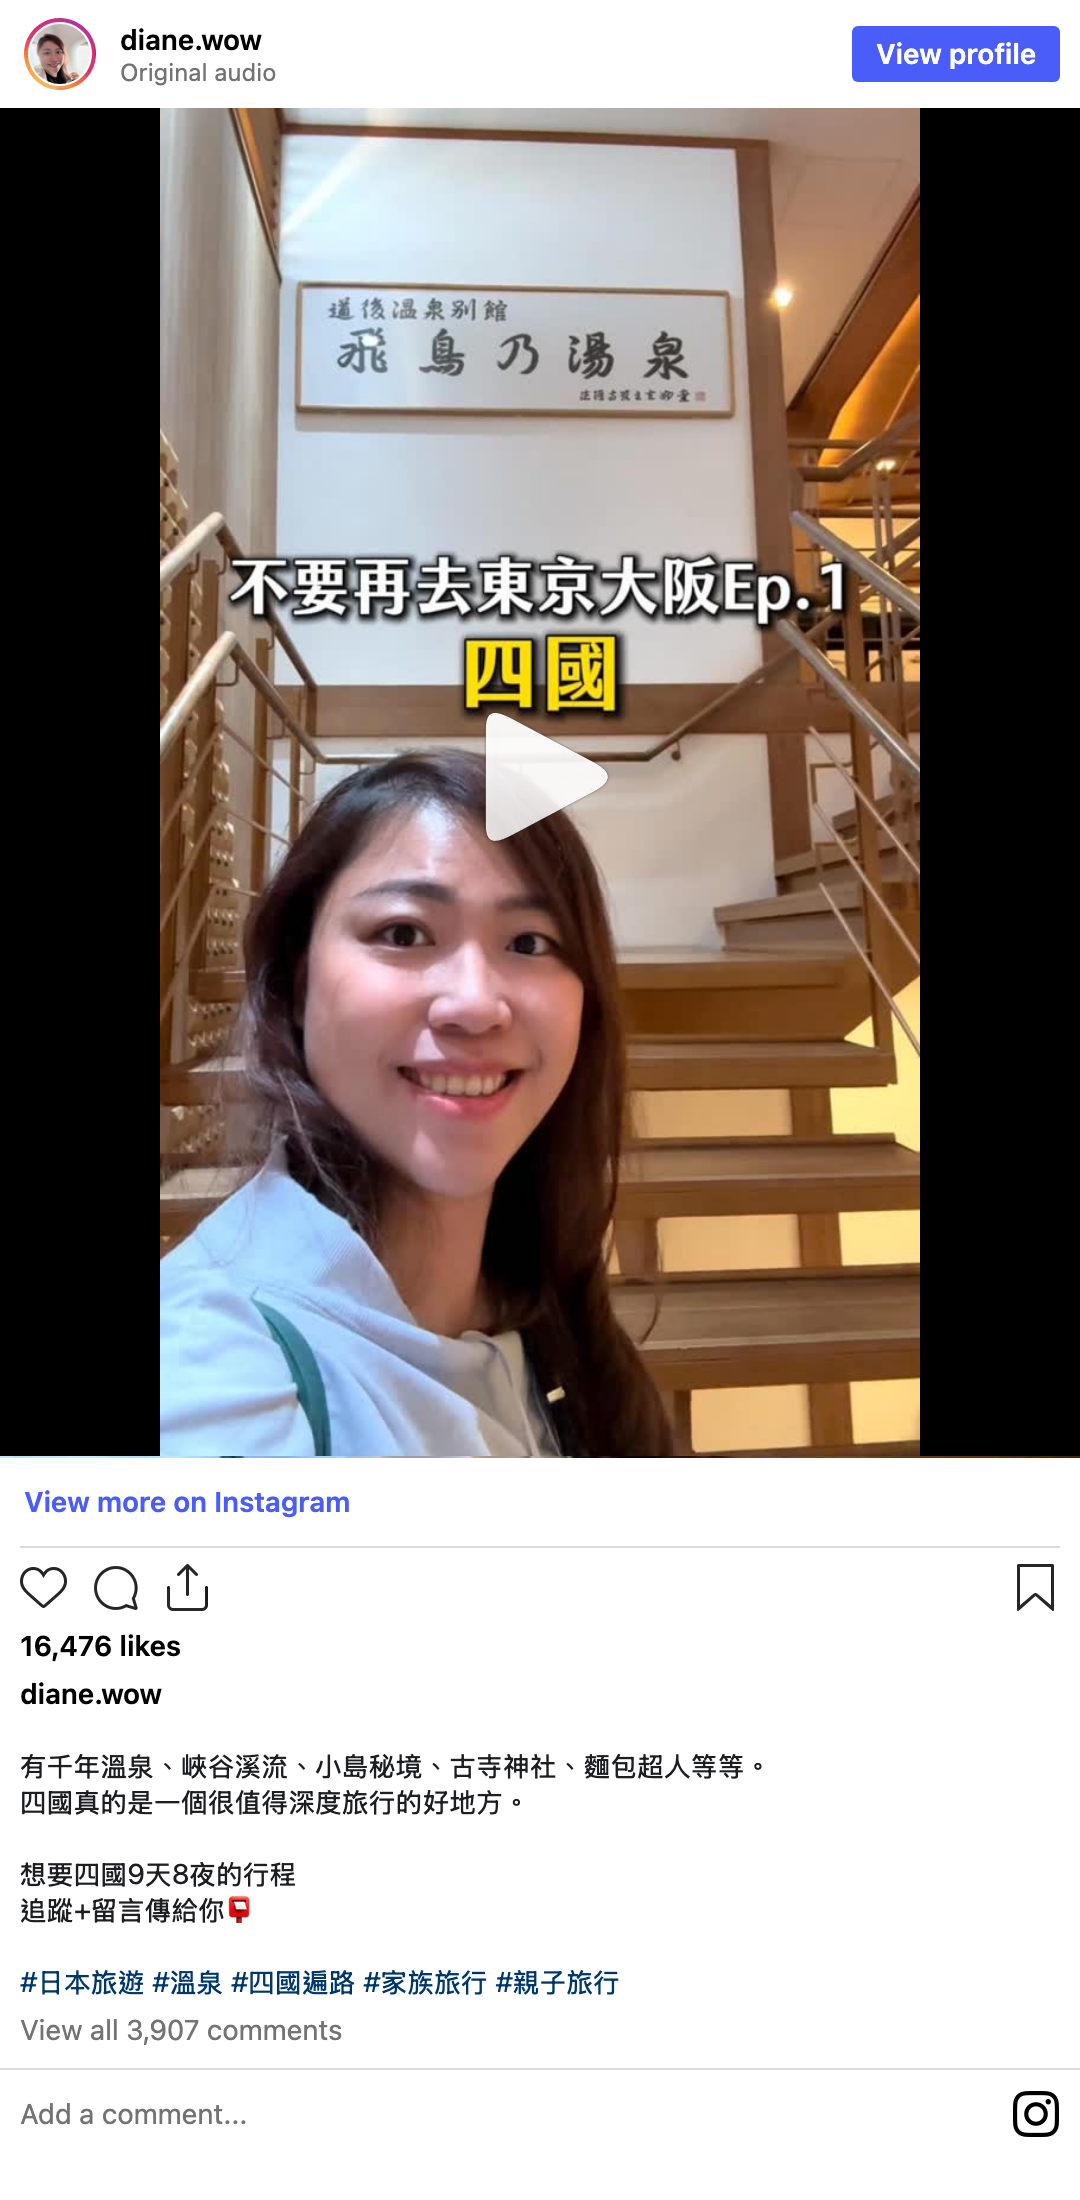 diane.wow
Original audio
View profile
道後温泉別館
飛鳥乃湯泉
不要再去東京大阪Ep.1
四國
View more on Instagram
16,476 likes
diane.wow
有千年溫泉、峽谷溪流、小島秘境、古寺神社、麵包超人等等。
四國真的是一個很值得深度旅行的好地方。
想要四國9天8夜的行程
追蹤+留言傳給你📮
#日本旅遊 #溫泉 #四國遍路 #家族旅行 #親子旅行
View all 3,907 comments
Add a comment...